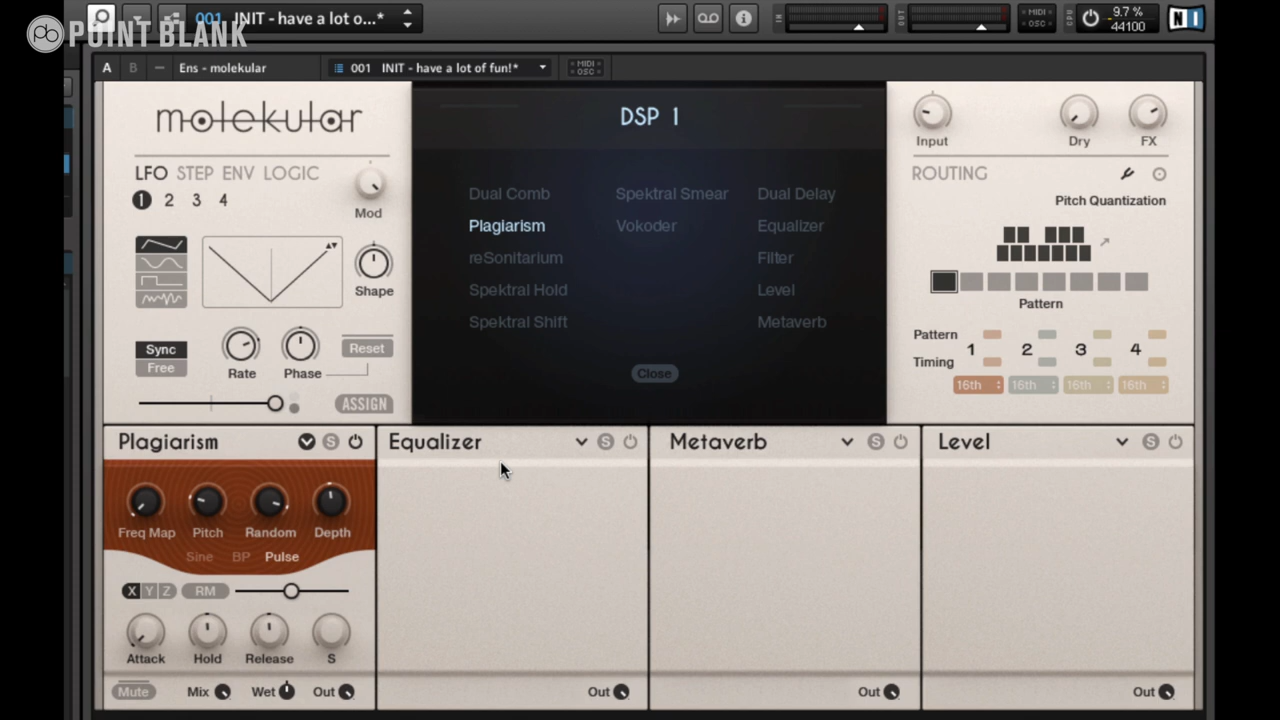 001 INIT - have a lot o...*
MIDI
OSC
CPU
9.7 %
44100
NI
pb POINT BLANK
A B Ens - molekular
001 INIT - have a lot of fun!*
MIDI
OSC
molekular
DSP 1
Input Dry FX
LFO STEP ENV LOGIC
1 2 3 4
Mod
Shape
Sync
Free
Rate Phase
Reset
ASSIGN
Dual Comb Spektral Smear Dual Delay
Plagiarism Vokoder Equalizer
reSonitarium Filter
Spektral Hold Level
Spektral Shift Metaverb
Close
ROUTING
Pitch Quantization
Pattern
Pattern
1 2 3 4
Timing
16th 16th 16th 16th
Plagiarism S
Equalizer S
Metaverb S
Level S
Freq Map Pitch Random Depth
Sine BP Pulse
X Y Z RM
Attack Hold Release S
Mute Mix Wet Out
Out
Out
Out